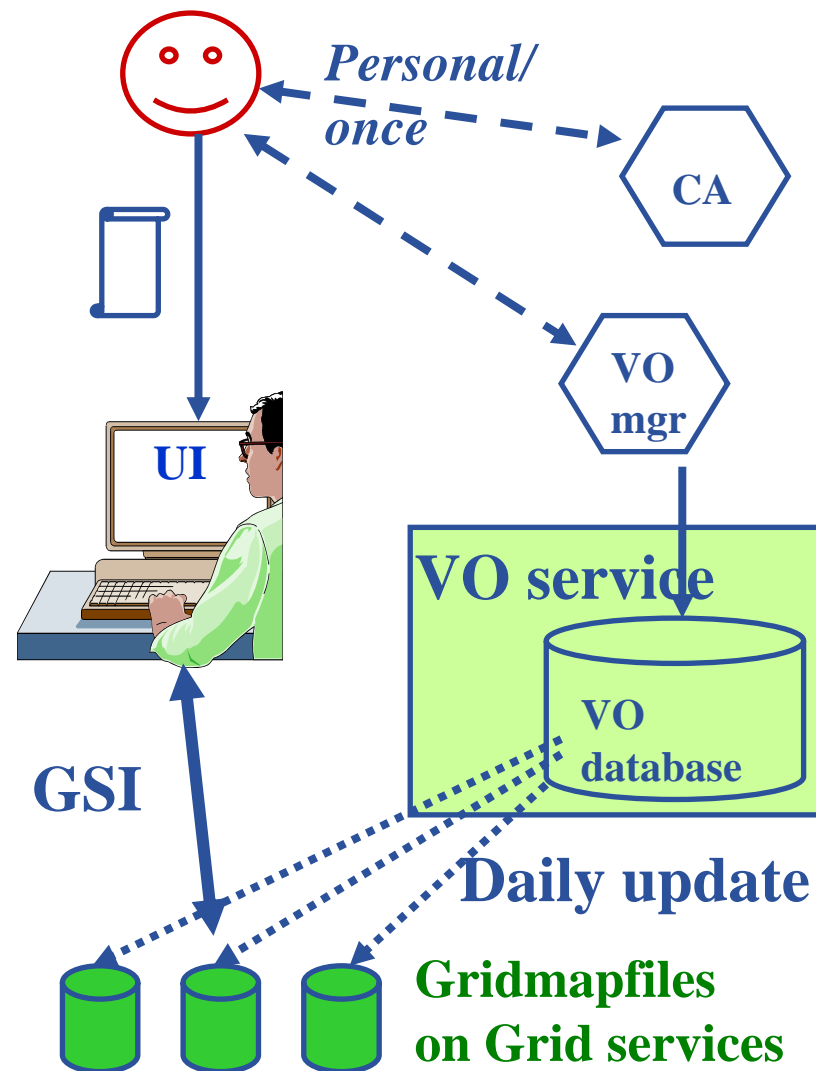 Personal/
once
CA
VO
mgr
UI
VO service
VO
database
GSI
Daily update
Gridmapfiles
on Grid services